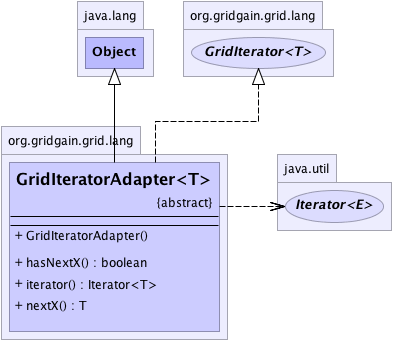 java.lang
org.gridgain.grid.lang
Object
GridIterator<T>
org.gridgain.grid.lang
java.util
GridIteratorAdapter<T>
{abstract}
Iterator<E>
+ GridIteratorAdapter()
+ hasNextX() : boolean
+ iterator() : Iterator<T>
+ nextX() : T